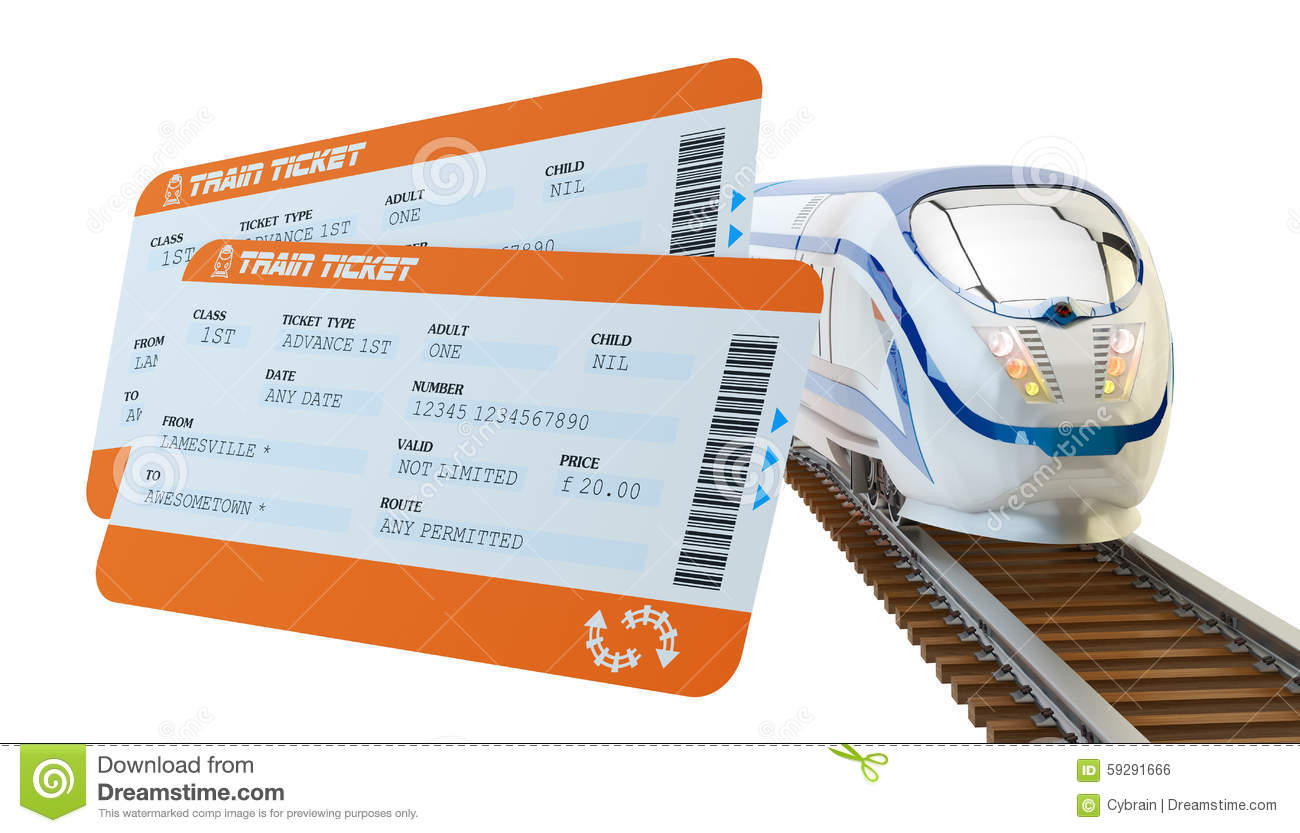 TRAIN TICKET
CLASS
1ST
TICKET TYPE
ADVANCE 1ST
ADULT
ONE
CHILD
NIL
567890
FROM
TO
TRAIN TICKET
CLASS
1ST
TICKET TYPE
ADVANCE 1ST
ADULT
ONE
CHILD
NIL
DATE
ANY DATE
NUMBER
12345 1234567890
FROM
LAMESVILLE *
VALID
NOT LIMITED
PRICE
£ 20.00
TO
AWESOMETOWN *
ROUTE
ANY PERMITTED
dreamstime
Download from
Dreamstime.com
This watermarked comp image is for previewing purposes only.
ID 59291666
© Cybrain | Dreamstime.com